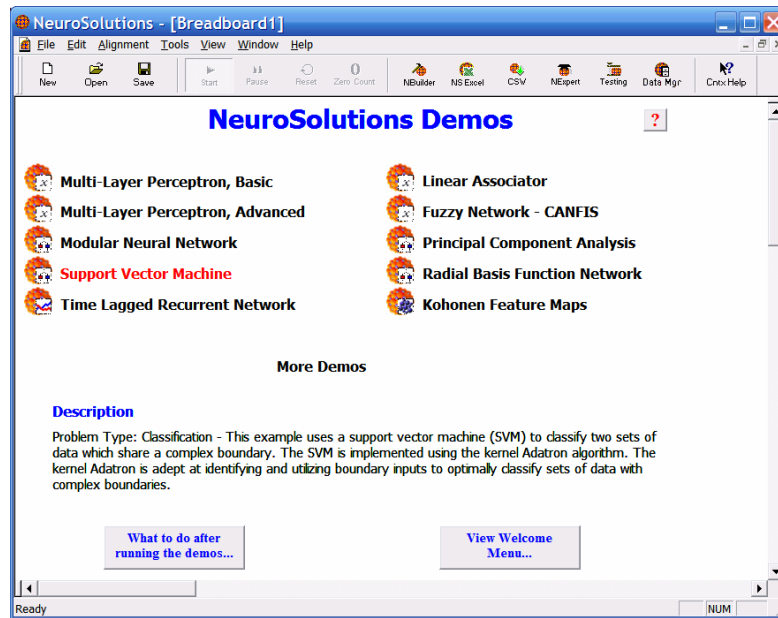 NeuroSolutions - [Breadboard1]
File Edit Alignment Tools View Window Help
New Open Save Start Pause Reset Zero Count NBuilder NS Excel CSV NExpert Testing Data Mgr Cntx Help
NeuroSolutions Demos ?
Multi-Layer Perceptron, Basic
Linear Associator
Multi-Layer Perceptron, Advanced
Fuzzy Network - CANFIS
Modular Neural Network
Principal Component Analysis
Support Vector Machine
Radial Basis Function Network
Time Lagged Recurrent Network
Kohonen Feature Maps
More Demos
Description
Problem Type: Classification - This example uses a support vector machine (SVM) to classify two sets of
data which share a complex boundary. The SVM is implemented using the kernel Adatron algorithm. The
kernel Adatron is adept at identifying and utilizing boundary inputs to optimally classify sets of data with
complex boundaries.
What to do after
running the demos...
View Welcome
Menu...
Ready NUM